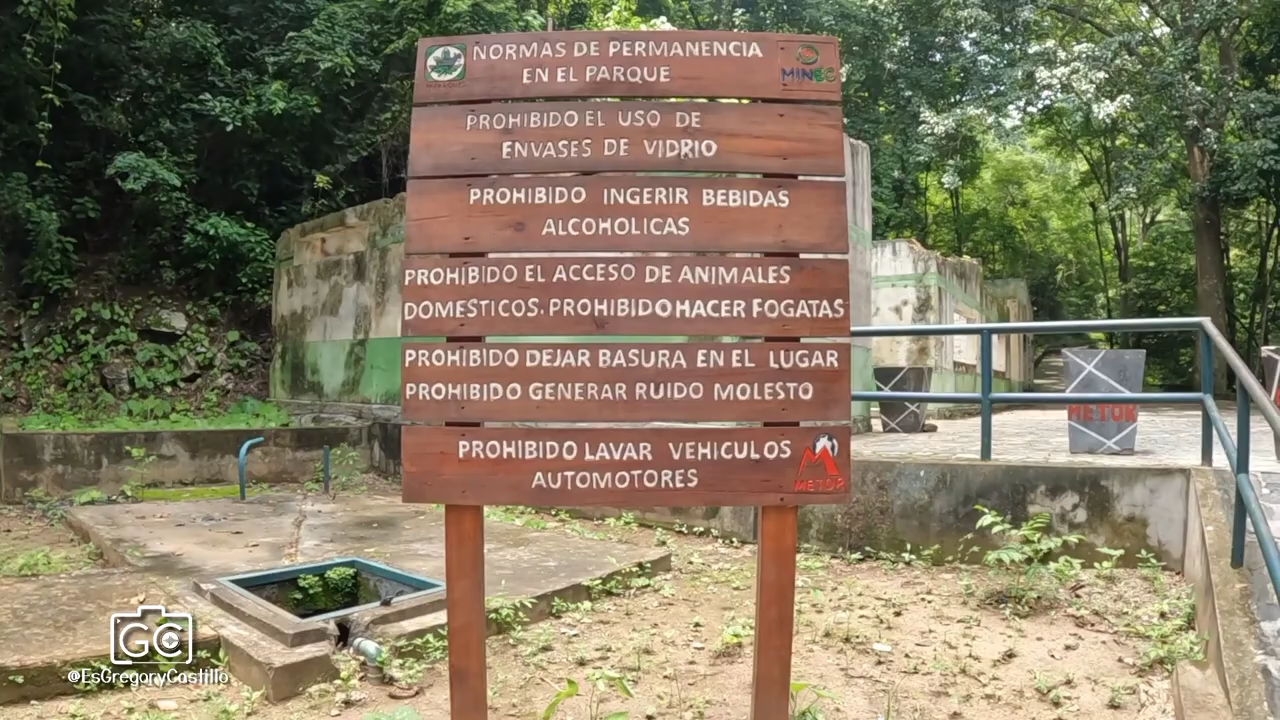 NORMAS DE PERMANENCIA
EN EL PARQUE
MINEC
PROHIBIDO EL USO DE
ENVASES DE VIDRIO
PROHIBIDO INGERIR BEBIDAS
ALCOHOLICAS
PROHIBIDO EL ACCESO DE ANIMALES
DOMESTICOS. PROHIBIDO HACER FOGATAS
PROHIBIDO DEJAR BASURA EN EL LUGAR
PROHIBIDO GENERAR RUIDO MOLESTO
PROHIBIDO LAVAR VEHICULOS
AUTOMOTORES
METOR
METOR
GC
@EsGregoryCastillo